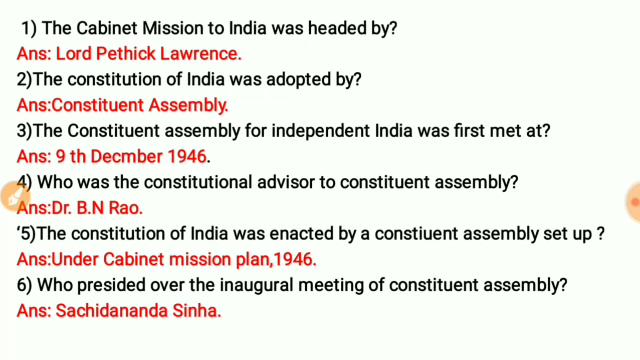 1) The Cabinet Mission to India was headed by?
Ans: Lord Pethick Lawrence.
2)The constitution of India was adopted by?
Ans:Constituent Assembly.
3)The Constituent assembly for independent India was first met at?
Ans: 9 th Decmber 1946.
4) Who was the constitutional advisor to constituent assembly?
Ans:Dr. B.N Rao.
‘5)The constitution of India was enacted by a constiuent assembly set up ?
Ans:Under Cabinet mission plan,1946.
6) Who presided over the inaugural meeting of constituent assembly?
Ans: Sachidananda Sinha.